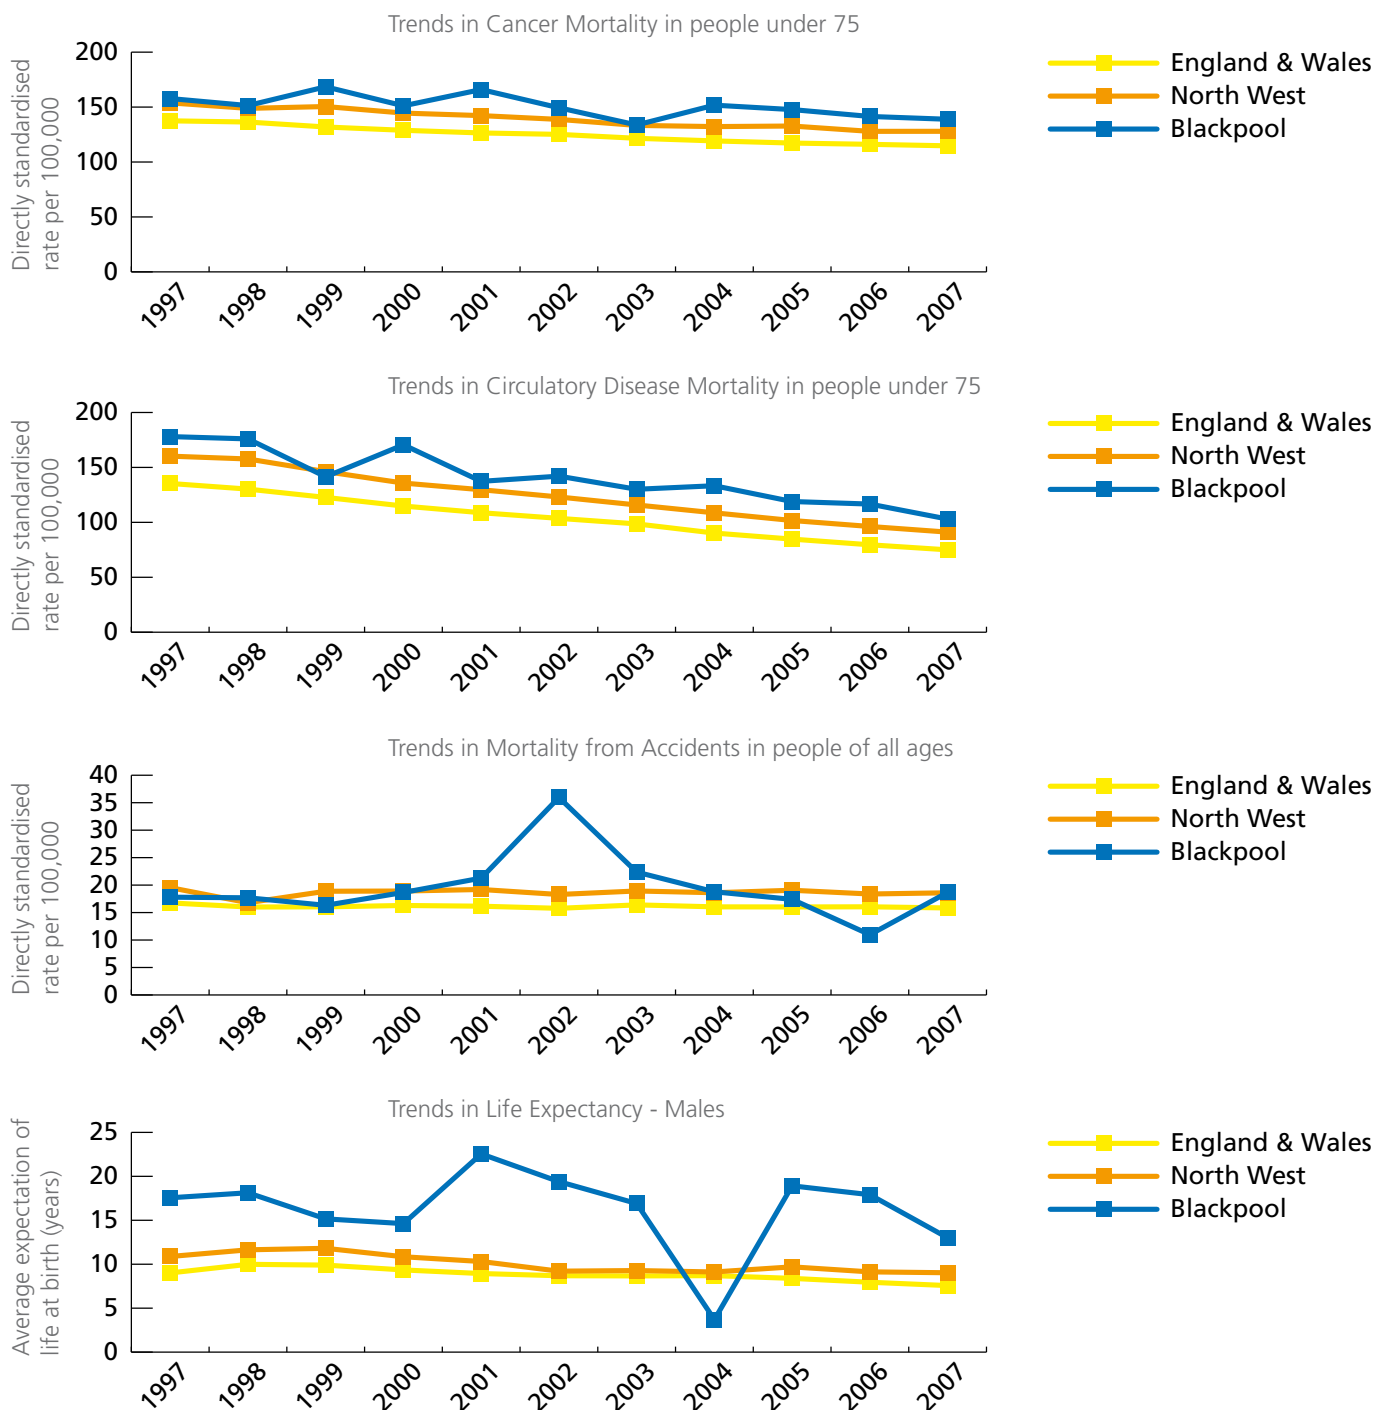 Trends in Cancer Mortality in people under 75
Directly standardised
rate per 100,000
200
150
100
50
0
1997
1998
1999
2000
2001
2002
2003
2004
2005
2006
2007
England & Wales
North West
Blackpool
Trends in Circulatory Disease Mortality in people under 75
Directly standardised
rate per 100,000
200
150
100
50
0
1997
1998
1999
2000
2001
2002
2003
2004
2005
2006
2007
England & Wales
North West
Blackpool
Trends in Mortality from Accidents in people of all ages
Directly standardised
rate per 100,000
40
35
30
25
20
15
10
5
0
1997
1998
1999
2000
2001
2002
2003
2004
2005
2006
2007
England & Wales
North West
Blackpool
Trends in Life Expectancy - Males
Average expectation of
life at birth (years)
25
20
15
10
5
0
1997
1998
1999
2000
2001
2002
2003
2004
2005
2006
2007
England & Wales
North West
Blackpool